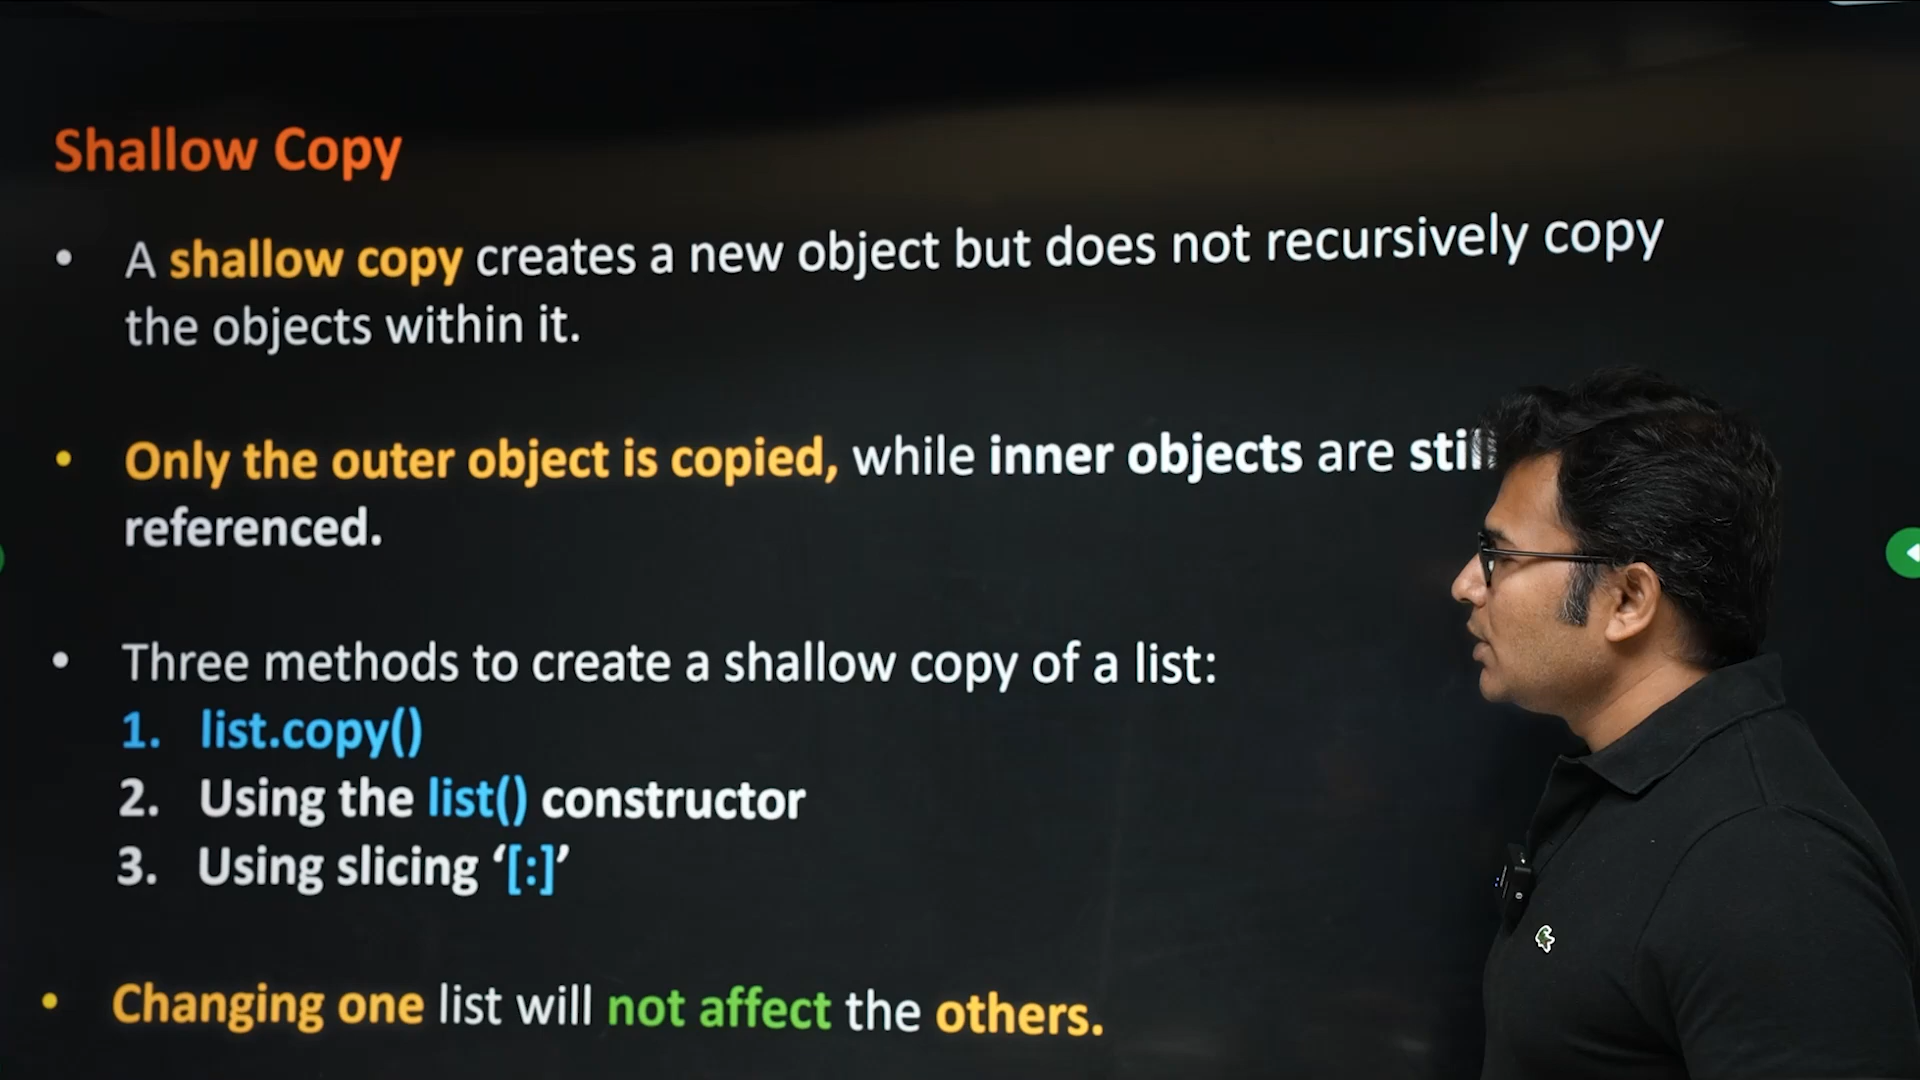 Shallow Copy
• A shallow copy creates a new object but does not recursively copy
the objects within it.
• Only the outer object is copied, while inner objects are still
referenced.
• Three methods to create a shallow copy of a list:
1. list.copy()
2. Using the list() constructor
3. Using slicing ‘[:]’
• Changing one list will not affect the others.